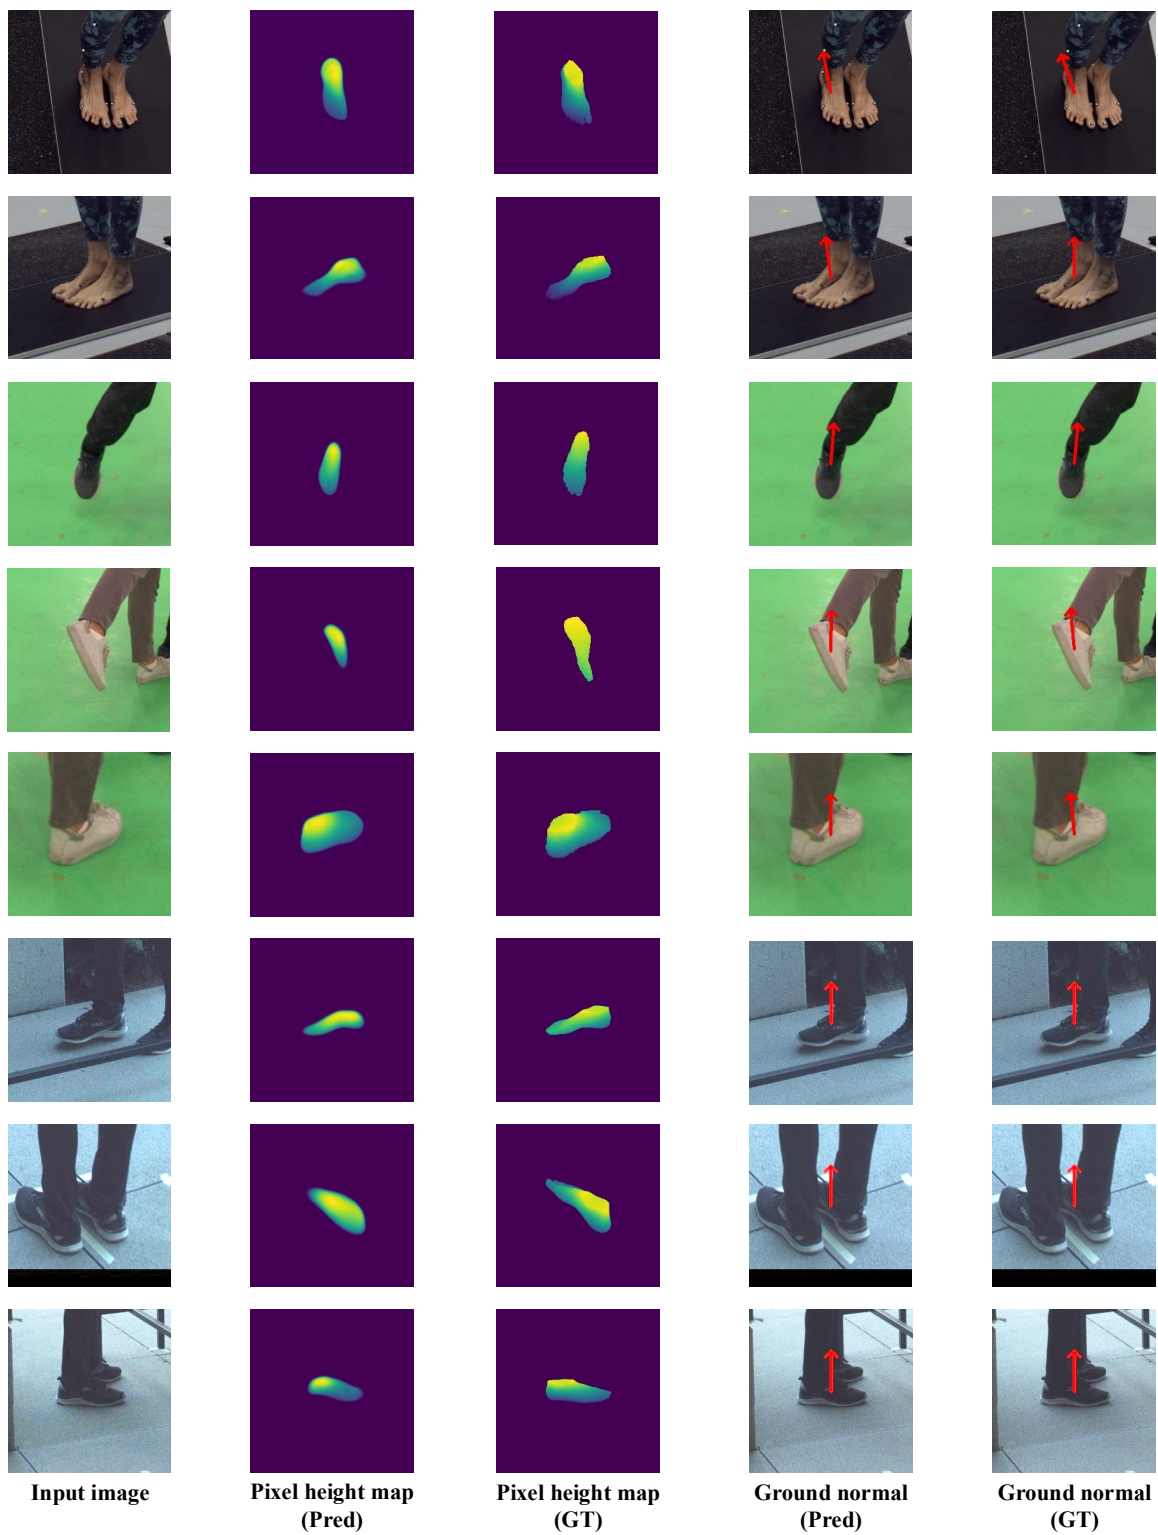 Input image
Pixel height map
(Pred)
Pixel height map
(GT)
Ground normal
(Pred)
Ground normal
(GT)